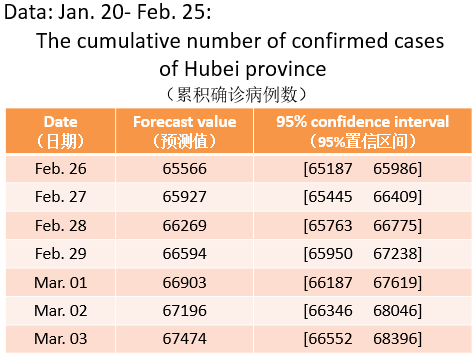 Data: Jan. 20- Feb. 25:
The cumulative number of confirmed cases
of Hubei province
（累积确诊病例数）
Date Forecast value 95% confidence interval
（日期） （预测值） （95%置信区间）
Feb. 26 65566 [65187 65986]
Feb. 27 65927 [65445 66409]
Feb. 28 66269 [65763 66775]
Feb. 29 66594 [65950 67238]
Mar. 01 66903 [66187 67619]
Mar. 02 67196 [66346 68046]
Mar. 03 67474 [66552 68396]